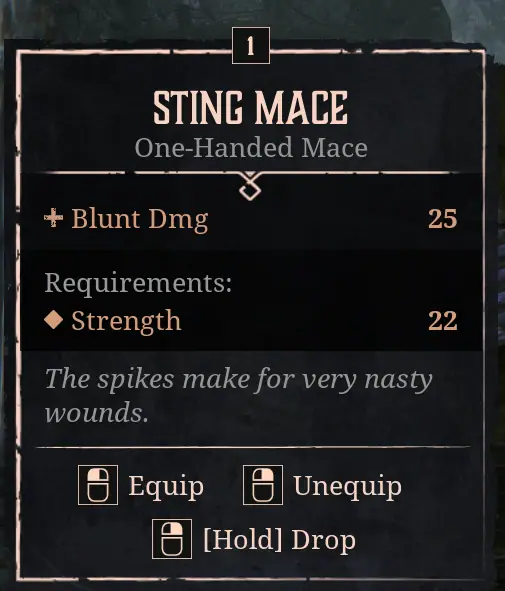 1
STING MACE
One-Handed Mace
Blunt Dmg 25
Requirements:
Strength 22
The spikes make for very nasty
wounds.
Equip Unequip
[Hold] Drop